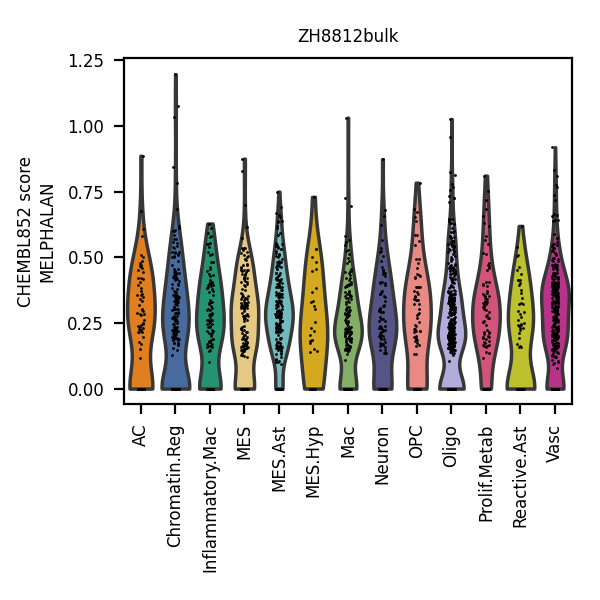 ZH8812bulk
CHEMBL852 score
MELPHALAN
1.25
1.00
0.75
0.50
0.25
0.00
AC
Chromatin.Reg
Inflammatory.Mac
MES
MES.Ast
MES.Hyp
Mac
Neuron
OPC
Oligo
Prolif.Metab
Reactive.Ast
Vasc